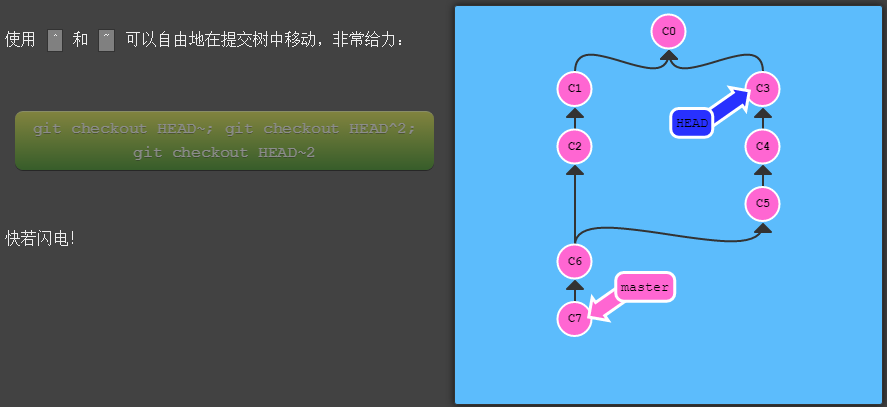 使用 ^ 和 ~ 可以自由地在提交树中移动，非常给力：
git checkout HEAD~; git checkout HEAD^2;
git checkout HEAD~2
快若闪电！
C0
C1
C3
HEAD
C2
C4
C5
C6
master
C7